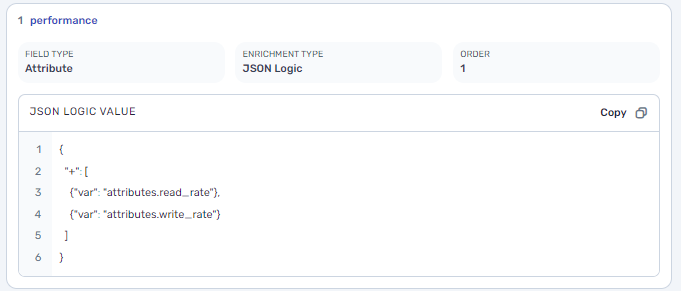 1 performance
FIELD TYPE ENRICHMENT TYPE ORDER
Attribute JSON Logic 1
JSON LOGIC VALUE Copy
1 {
2 "+": [
3 {"var": "attributes.read_rate"},
4 {"var": "attributes.write_rate"}
5 ]
6 }